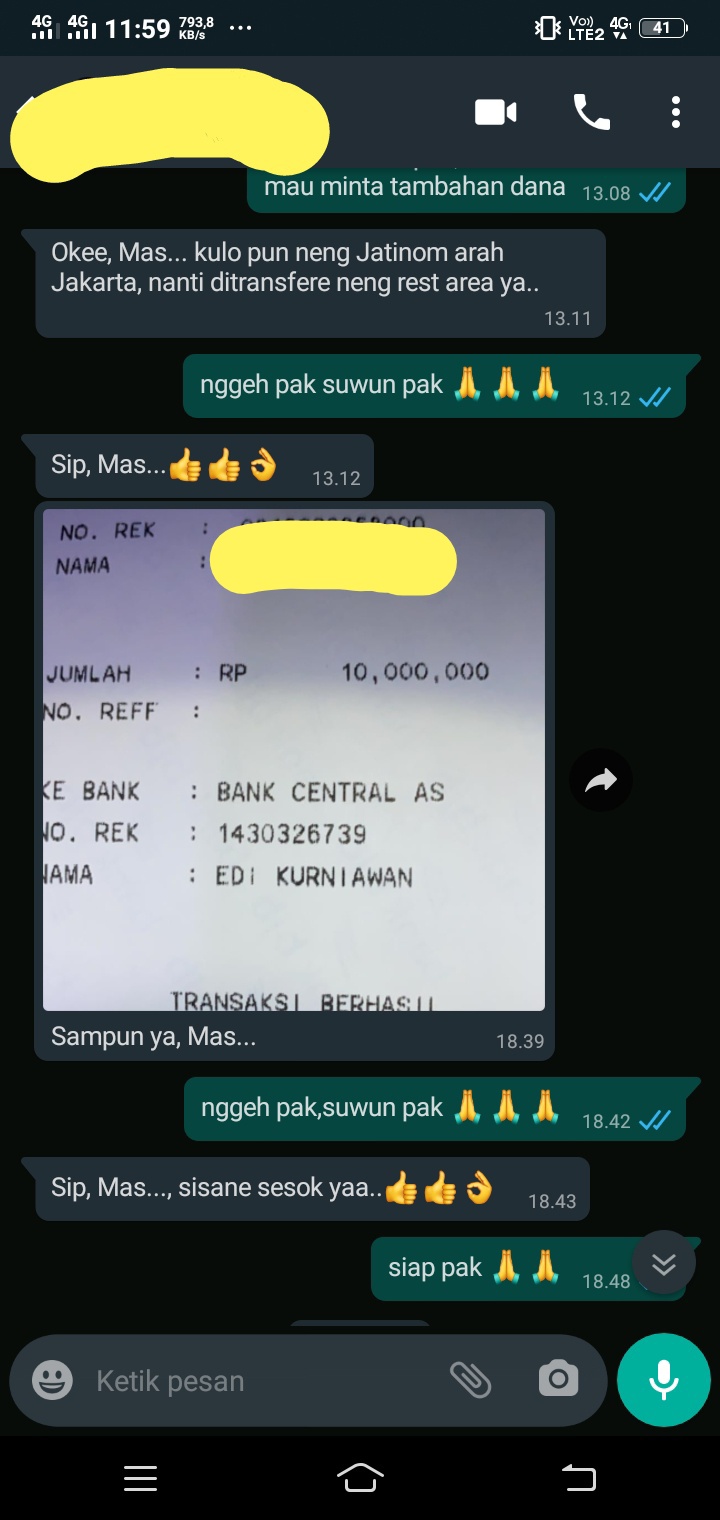 4G 4G 11:59 793,8 KB/s ...
Vo)) LTE2 4G 41
mau minta tambahan dana 13.08
Okee, Mas... kulo pun neng Jatinom arah
Jakarta, nanti ditransfere neng rest area ya..
13.11
nggeh pak suwun pak 🙏 🙏 🙏 13.12
Sip, Mas...👍👍👌 13.12
NO. REK :
NAMA :
JUMLAH : RP 10,000,000
NO. REFF :
KE BANK : BANK CENTRAL AS
NO. REK : 1430326739
NAMA : EDi KURNIAWAN
TRANSAKSI BERHASIL
Sampun ya, Mas... 18.39
nggeh pak,suwun pak 🙏 🙏 🙏 18.42
Sip, Mas..., sisane sesok yaa..👍👍👌 18.43
siap pak 🙏 🙏 18.48
Ketik pesan